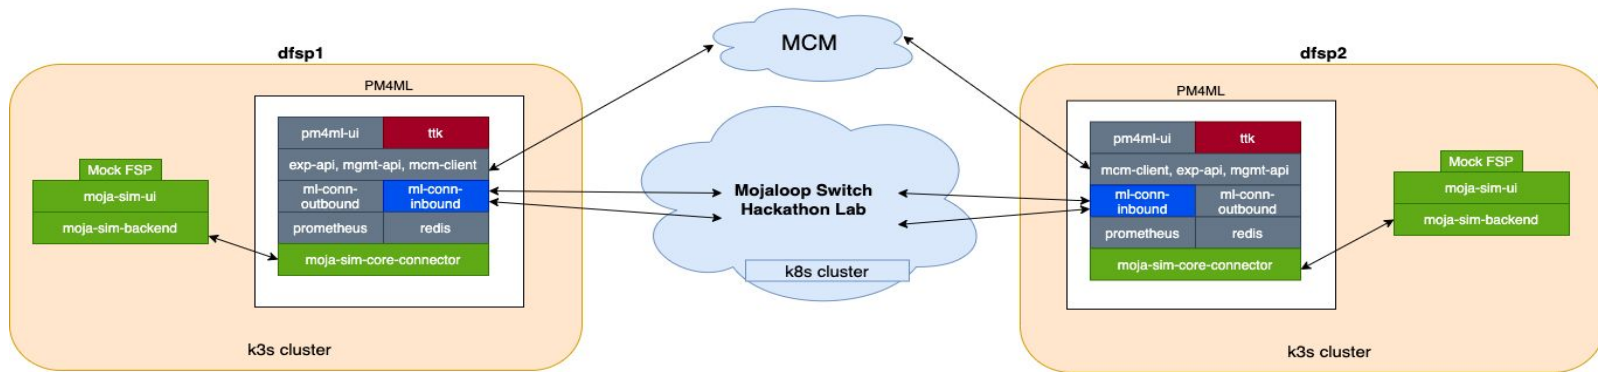 MCM
dfsp1
PM4ML
pm4ml-ui
ttk
exp-api, mgmt-api, mcm-client
ml-conn-
outbound
ml-conn-
inbound
prometheus
redis
moja-sim-core-connector
Mock FSP
moja-sim-ui
moja-sim-backend
k3s cluster
Mojaloop Switch
Hackathon Lab
k8s cluster
dfsp2
PM4ML
pm4ml-ui
ttk
mcm-client, exp-api, mgmt-api
ml-conn-
inbound
ml-conn-
outbound
prometheus
redis
moja-sim-core-connector
Mock FSP
moja-sim-ui
moja-sim-backend
k3s cluster